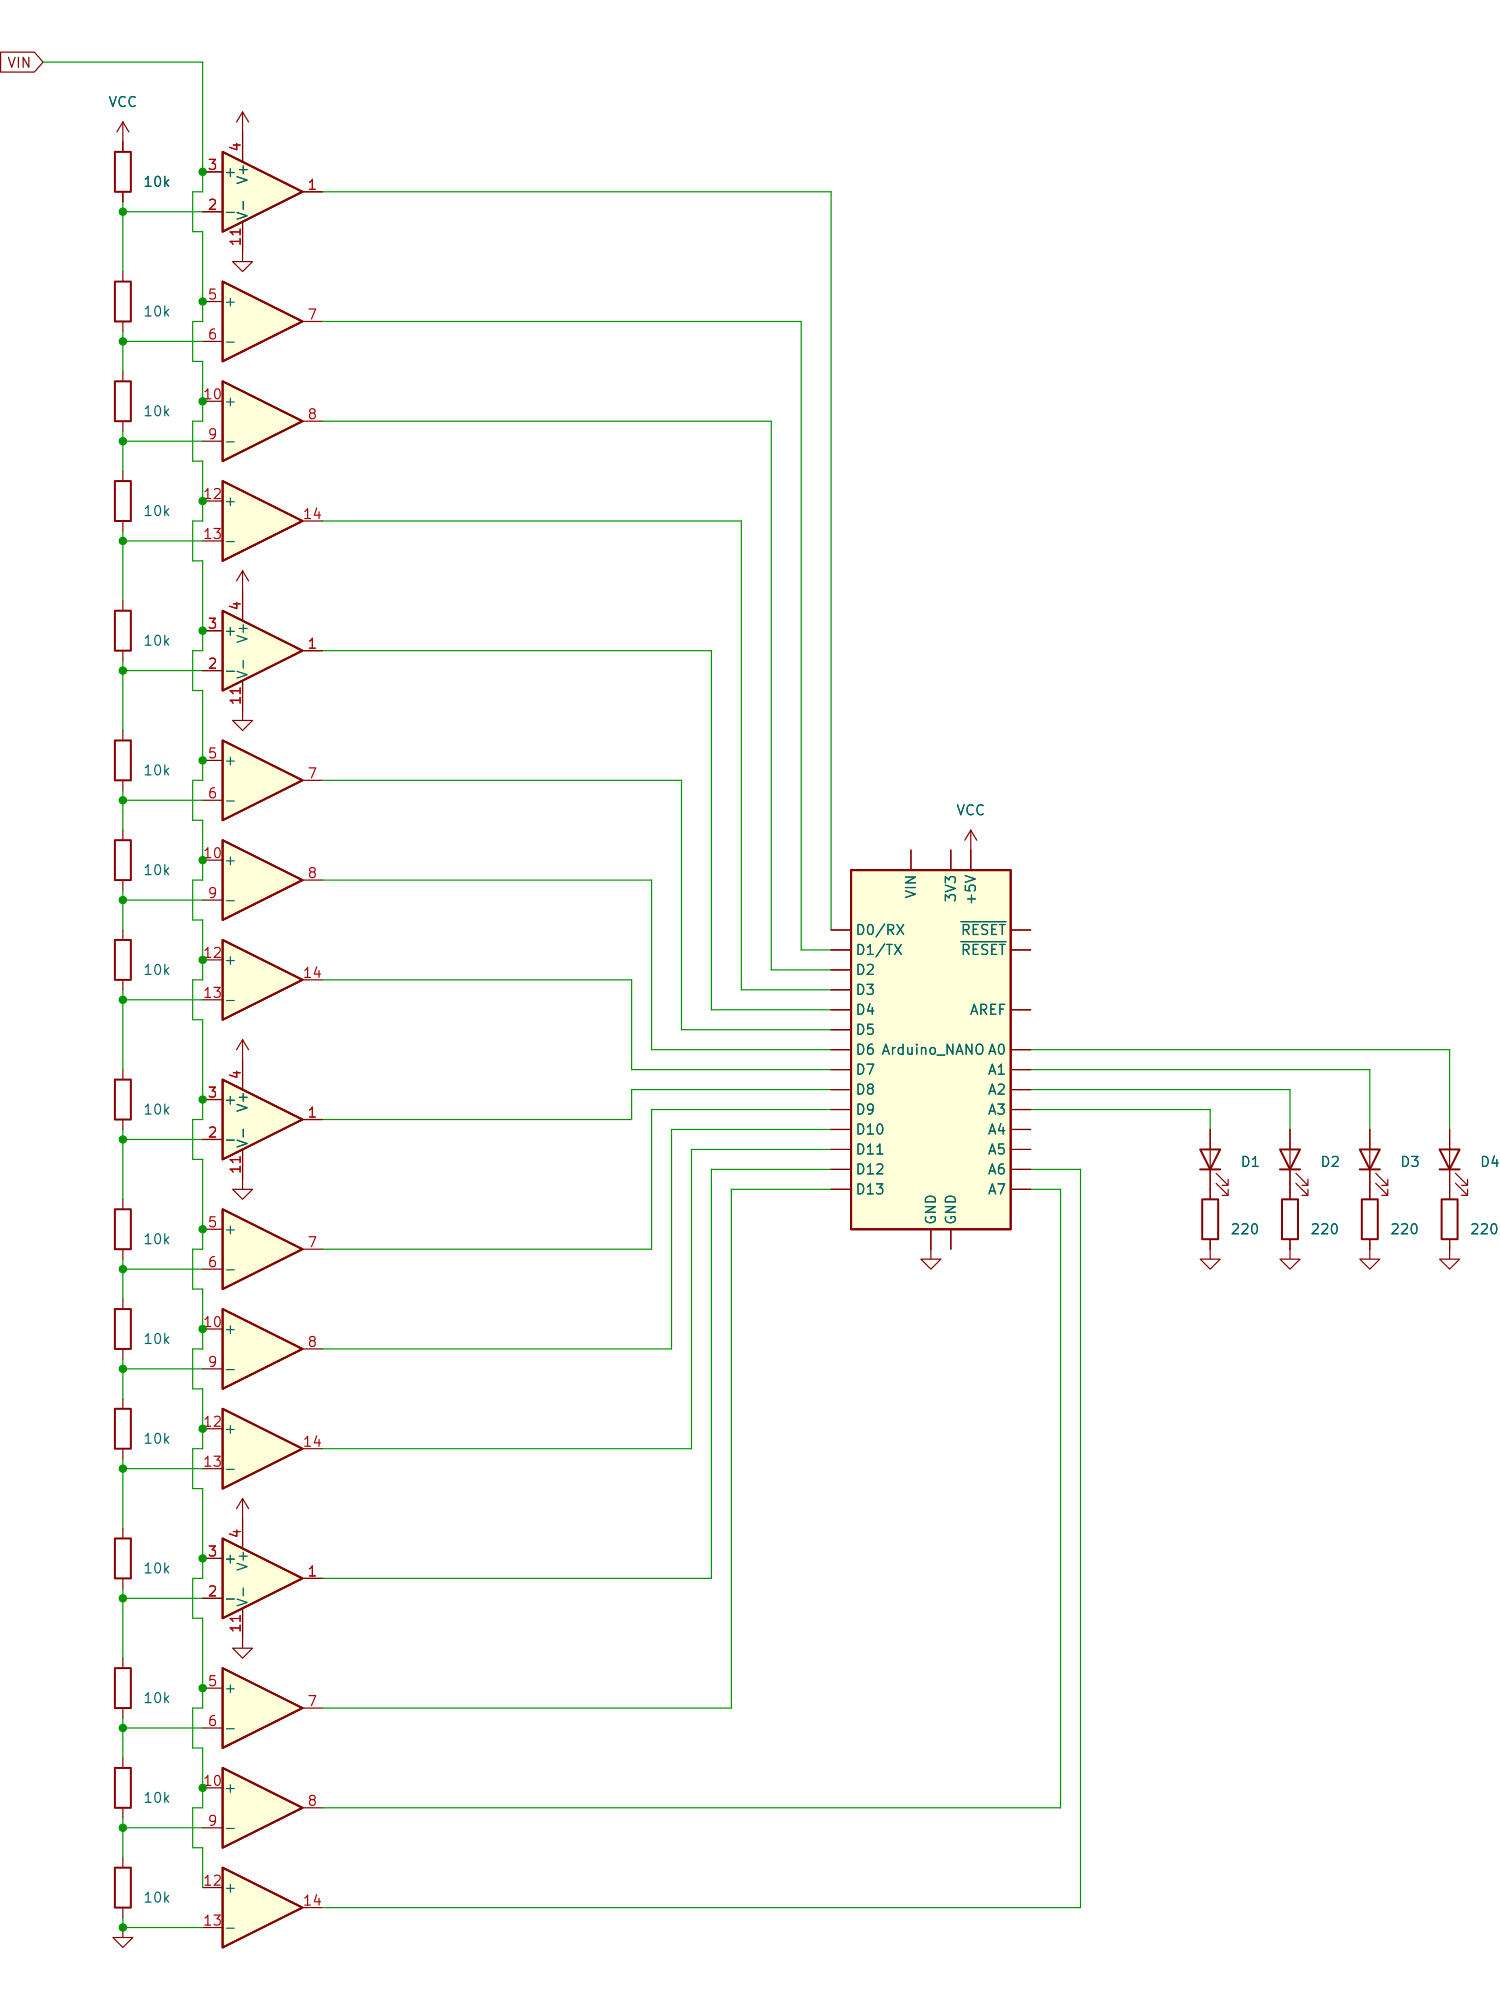 VIN
VCC
4
3
+
V+
1
10k
2
−
V−
11
5
+
7
10k
6
−
10
+
8
10k
9
−
12
+
14
10k
13
−
4
3
+
V+
1
10k
2
−
V−
11
5
+
7
10k
6
−
VCC
10
+
8
10k
9
−
VIN
3V3
+5V
D0/RX
RESET
D1/TX
RESET
12
+
14
10k
13
−
D2
D3
D4
AREF
D5
D6
Arduino_NANO
A0
D7
A1
D8
A2
D9
A3
D10
A4
D11
A5
D12
A6
D13
A7
GND
GND
D1
D2
D3
D4
220
220
220
220
4
3
+
V+
1
10k
2
−
V−
11
5
+
7
10k
6
−
10
+
8
10k
9
−
12
+
14
10k
13
−
4
3
+
V+
1
10k
2
−
V−
11
5
+
7
10k
6
−
10
+
8
10k
9
−
12
+
14
10k
13
−